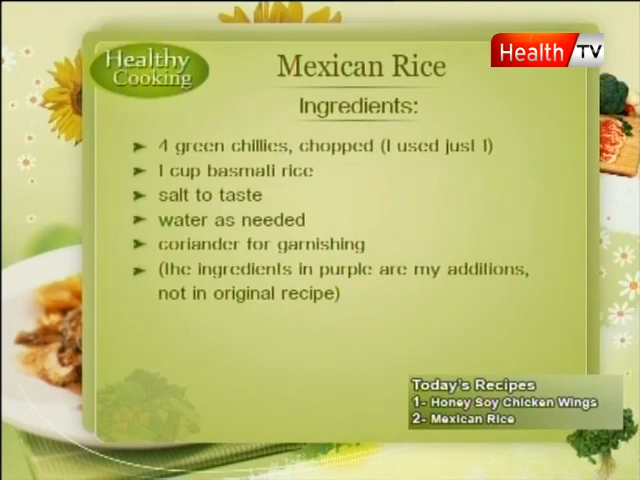 Healthy
Cooking
Mexican Rice
Health TV
Ingredients:
4 green chillies, chopped (I used just 1)
1 cup basmati rice
salt to taste
water as needed
coriander for garnishing
(the ingredients in purple are my additions,
not in original recipe)
Today's Recipes
1- Honey Soy Chicken Wings
2- Mexican Rice